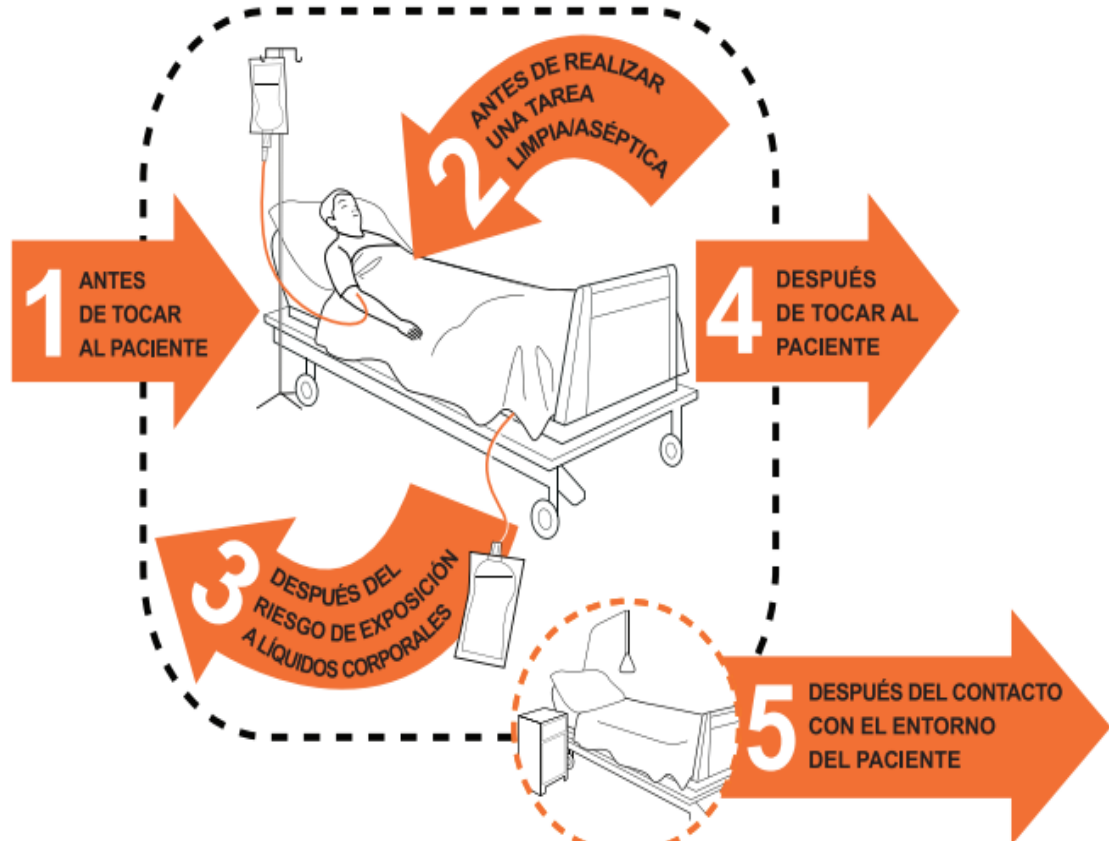 1
ANTES
DE TOCAR
AL PACIENTE
2
ANTES DE REALIZAR
UNA TAREA
LIMPIA/ASÉPTICA
3
DESPUÉS DEL
RIESGO DE EXPOSICIÓN
A LÍQUIDOS CORPORALES
4
DESPUÉS
DE TOCAR AL
PACIENTE
5
DESPUÉS DEL CONTACTO
CON EL ENTORNO
DEL PACIENTE